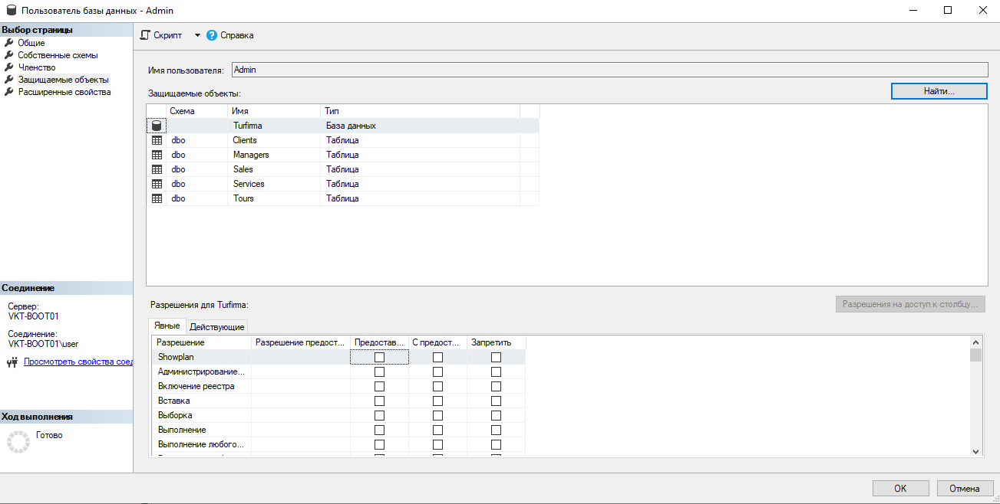 Пользователь базы данных - Admin
Выбор страницы
Общие
Собственные схемы
Членство
Защищаемые объекты
Расширенные свойства
Скрипт
Справка
Имя пользователя: Admin
Защищаемые объекты:
Найти...
Схема Имя Тип
Turfirma База данных
dbo Clients Таблица
dbo Managers Таблица
dbo Sales Таблица
dbo Services Таблица
dbo Tours Таблица
Соединение
Сервер:
VKT-BOOT01
Соединение:
VKT-BOOT01\user
Просмотреть свойства соед
Ход выполнения
Готово
Разрешения для Turfirma:
Разрешения на доступ к столбцу...
Явные Действующие
Разрешение Разрешение предост... Предостав... С предост... Запретить
Showplan
Администрирование...
Включение реестра
Вставка
Выборка
Выполнение
Выполнение любого...
OK Отмена